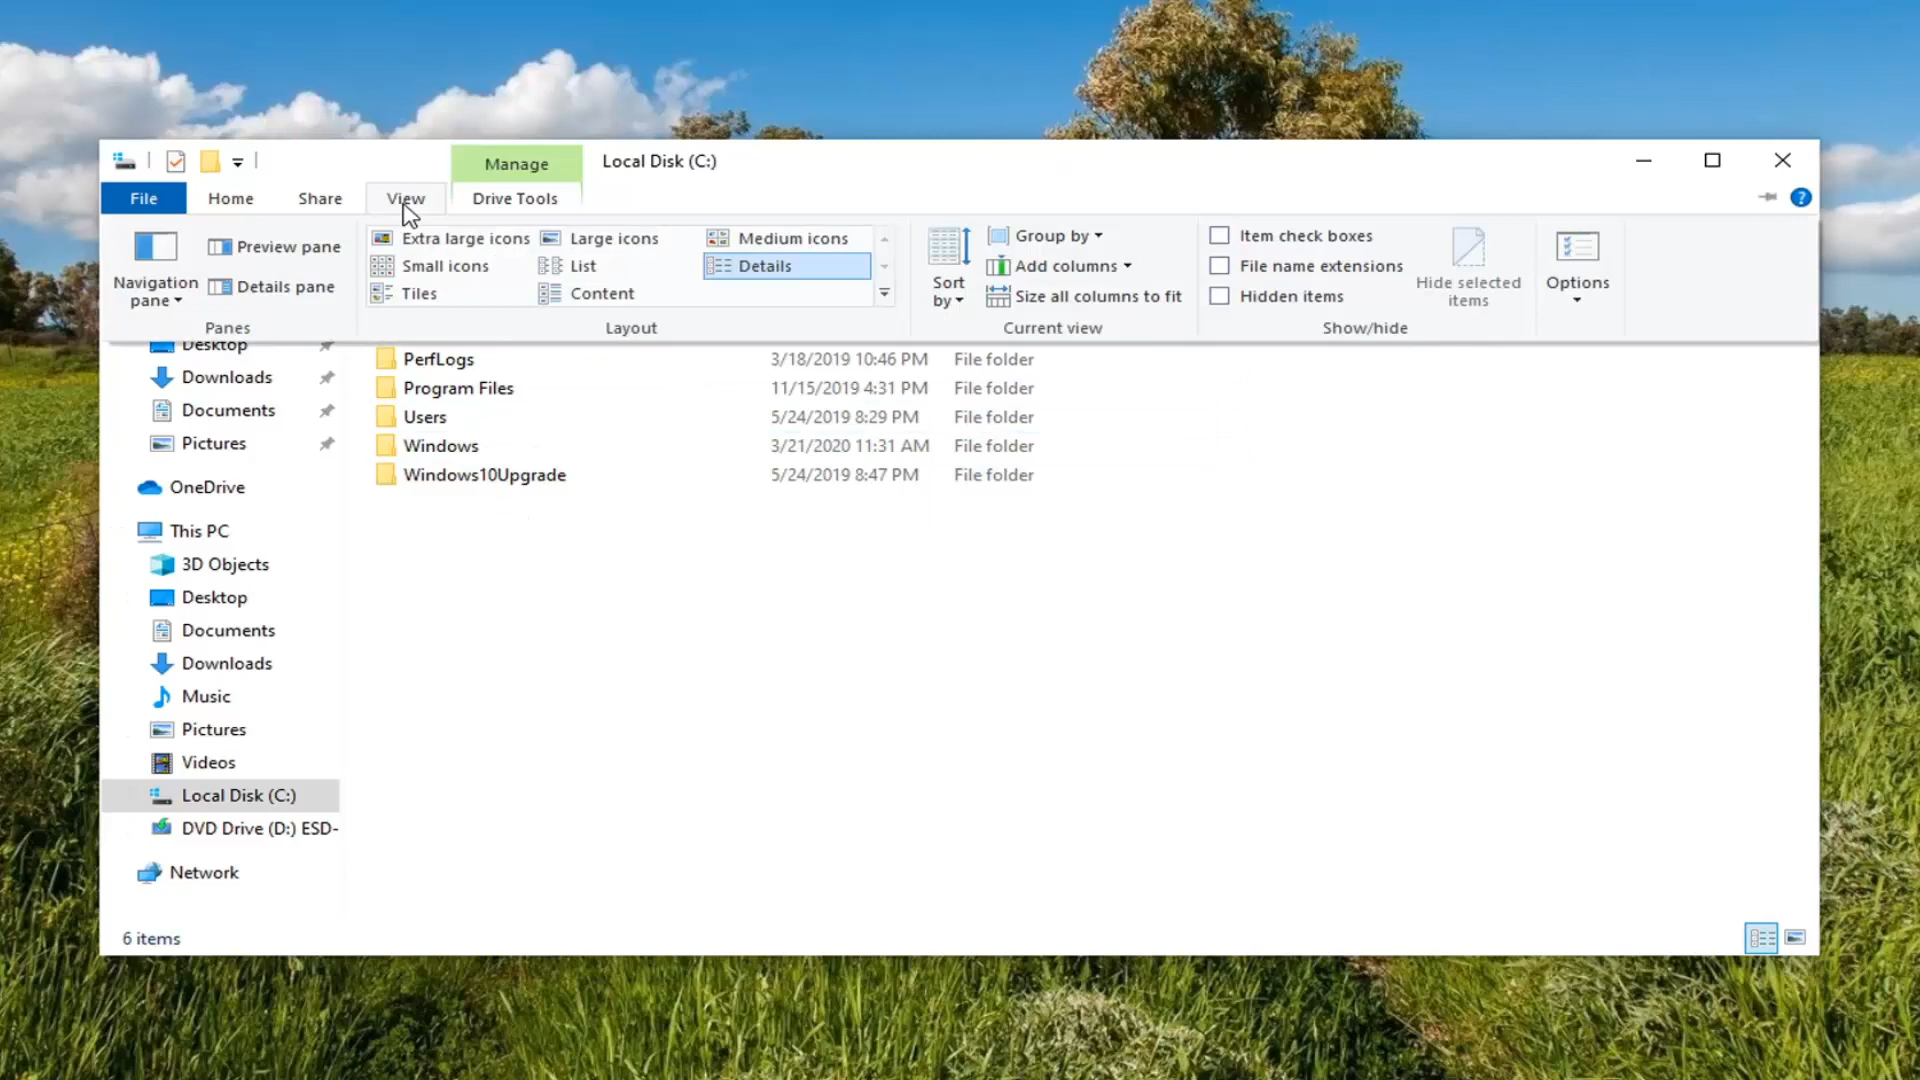 Manage
Local Disk (C:)
File
Home
Share
View
Drive Tools
Navigation pane
Preview pane
Details pane
Panes
Extra large icons
Large icons
Medium icons
Small icons
List
Details
Tiles
Content
Layout
Sort by
Group by
Add columns
Size all columns to fit
Current view
Item check boxes
File name extensions
Hidden items
Hide selected items
Show/hide
Options
Desktop
Downloads
Documents
Pictures
OneDrive
This PC
3D Objects
Desktop
Documents
Downloads
Music
Pictures
Videos
Local Disk (C:)
DVD Drive (D:) ESD-
Network
PerfLogs 3/18/2019 10:46 PM File folder
Program Files 11/15/2019 4:31 PM File folder
Users 5/24/2019 8:29 PM File folder
Windows 3/21/2020 11:31 AM File folder
Windows10Upgrade 5/24/2019 8:47 PM File folder
6 items